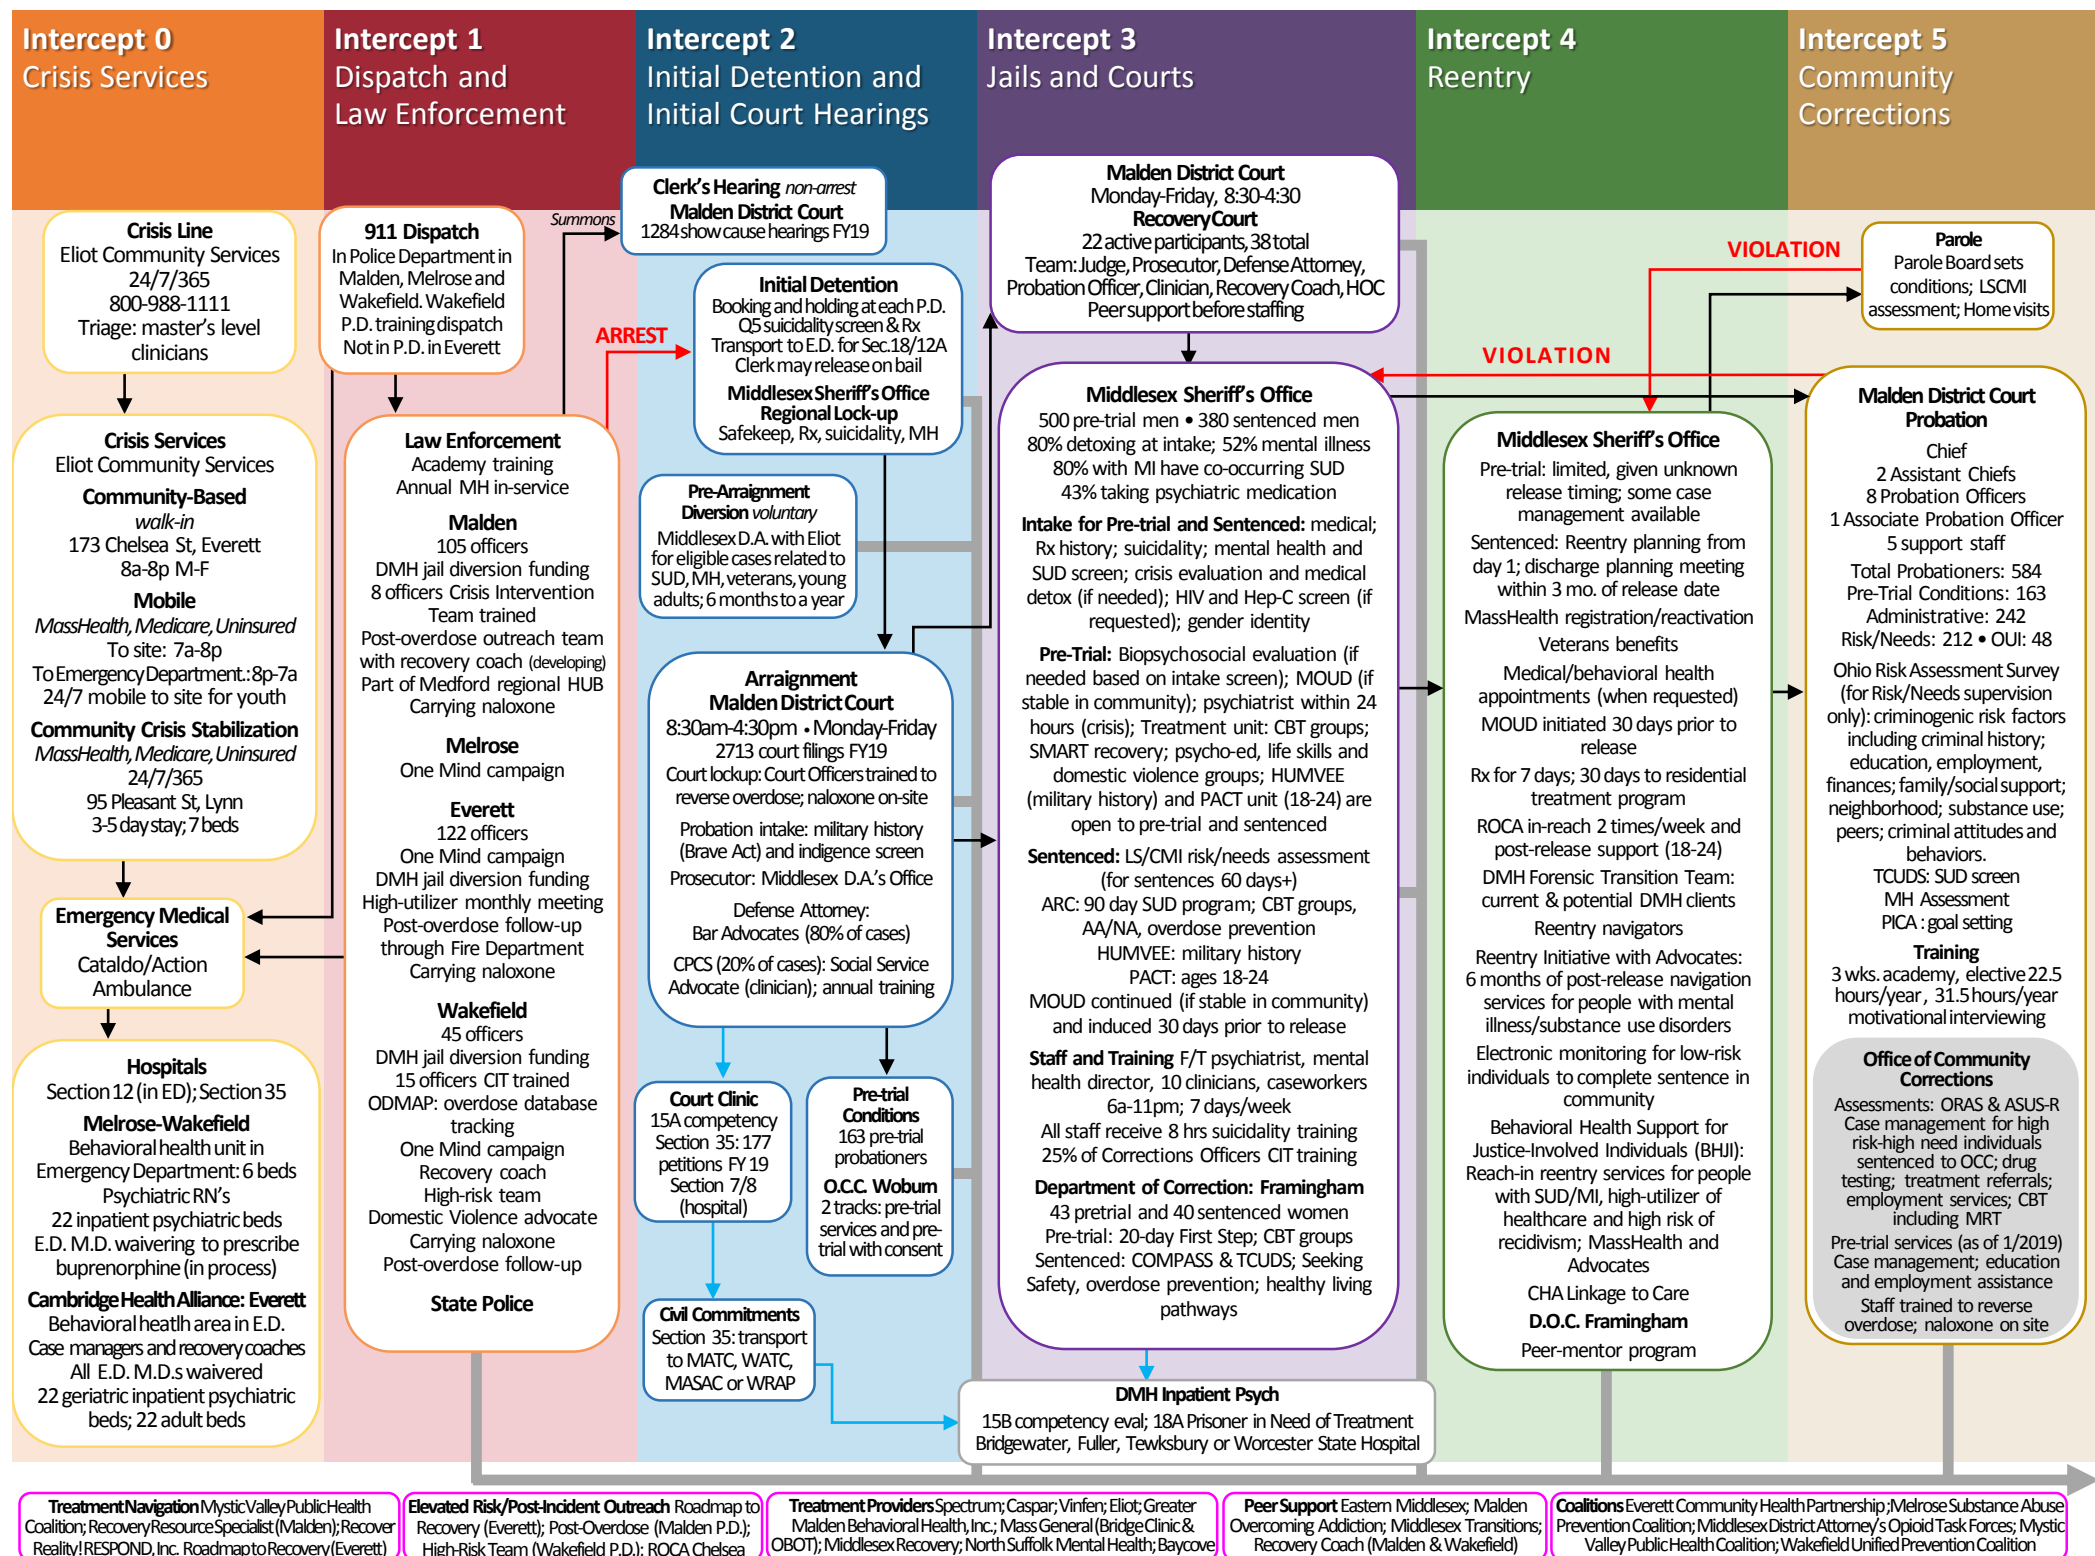 Intercept 0
Crisis Services
Intercept 1
Dispatch and
Law Enforcement
Intercept 2
Initial Detention and
Initial Court Hearings
Intercept 3
Jails and Courts
Intercept 4
Reentry
Intercept 5
Community
Corrections
Crisis Line
Eliot Community Services
24/7/365
800-988-1111
Triage: master's level
clinicians
Crisis Services
Eliot Community Services
Community-Based
walk-in
173 Chelsea St, Everett
8a-8p M-F
Mobile
MassHealth, Medicare, Uninsured
To site: 7a-8p
To Emergency Department.: 8p-7a
24/7 mobile to site for youth
Community Crisis Stabilization
MassHealth, Medicare, Uninsured
24/7/365
95 Pleasant St, Lynn
3-5 day stay; 7 beds
Emergency Medical
Services
Cataldo/Action
Ambulance
Hospitals
Section 12 (in ED); Section 35
Melrose-Wakefield
Behavioral health unit in
Emergency Department: 6 beds
Psychiatric RN's
22 inpatient psychiatric beds
E.D. M.D. waivering to prescribe
buprenorphine (in process)
Cambridge Health Alliance: Everett
Behavioral heath area in E.D.
Case managers and recovery coaches
All E.D. M.D.s waivered
22 geriatric inpatient psychiatric
beds; 22 adult beds
911 Dispatch
In Police Department in
Malden, Melrose and
Wakefield. Wakefield
P.D. training dispatch
Not in P.D. in Everett
Law Enforcement
Academy training
Annual MH in-service
Malden
105 officers
DMH jail diversion funding
8 officers Crisis Intervention
Team trained
Post-overdose outreach team
with recovery coach (developing)
Part of Medford regional HUB
Carrying naloxone
Melrose
One Mind campaign
Everett
122 officers
One Mind campaign
DMH jail diversion funding
High-utilizer monthly meeting
Post-overdose follow-up
through Fire Department
Carrying naloxone
Wakefield
45 officers
DMH jail diversion funding
15 officers CIT trained
ODMAP: overdose database
tracking
One Mind campaign
Recovery coach
High-risk team
Domestic Violence advocate
Carrying naloxone
Post-overdose follow-up
State Police
Summons
ARREST
Clerk's Hearing non-arrest
Malden District Court
1284 show cause hearings FY19
Initial Detention
Booking and holding at each P.D.
Q5 suicidality screen & Rx
Transport to E.D. for Sec.18/12A
Clerk may release on bail
Middlesex Sheriff's Office
Regional Lock-up
Safekeep, Rx, suicidality, MH
Pre-Arraignment
Diversion voluntary
Middlesex D.A. with Eliot
for eligible cases related to
SUD, MH, veterans, young
adults; 6 months to a year
Arraignment
Malden District Court
8:30am-4:30pm • Monday-Friday
2713 court filings FY19
Court lockup: Court Officers trained to
reverse overdose; naloxone on-site
Probation intake: military history
(Brave Act) and indigence screen
Prosecutor: Middlesex D.A.'s Office
Defense Attorney:
Bar Advocates (80% of cases)
CPCS (20% of cases): Social Service
Advocate (clinician); annual training
Court Clinic
15A competency
Section 35: 177
petitions FY 19
Section 7/8
(hospital)
Pre-trial
Conditions
163 pre-trial
probationers
O.C.C. Woburn
2 tracks: pre-trial
services and pre-
trial with consent
Civil Commitments
Section 35: transport
to MATC, WATC,
MASAC or WRAP
Malden District Court
Monday-Friday, 8:30-4:30
Recovery Court
22 active participants, 38 total
Team: Judge, Prosecutor, Defense Attorney,
Probation Officer, Clinician, Recovery Coach, HOC
Peer support before staffing
Middlesex Sheriff's Office
500 pre-trial men • 380 sentenced men
80% detoxing at intake; 52% mental illness
80% with MI have co-occurring SUD
43% taking psychiatric medication
Intake for Pre-trial and Sentenced: medical;
Rx history; suicidality; mental health and
SUD screen; crisis evaluation and medical
detox (if needed); HIV and Hep-C screen (if
requested); gender identity
Pre-Trial: Biopsychosocial evaluation (if
needed based on intake screen); MOUD (if
stable in community); psychiatrist within 24
hours (crisis); Treatment unit: CBT groups;
SMART recovery; psycho-ed, life skills and
domestic violence groups; HUMVEE
(military history) and PACT unit (18-24) are
open to pre-trial and sentenced
Sentenced: LS/CMI risk/needs assessment
(for sentences 60 days+)
ARC: 90 day SUD program; CBT groups,
AA/NA, overdose prevention
HUMVEE: military history
PACT: ages 18-24
MOUD continued (if stable in community)
and induced 30 days prior to release
Staff and Training F/T psychiatrist, mental
health director, 10 clinicians, caseworkers
6a-11pm; 7 days/week
All staff receive 8 hrs suicidality training
25% of Corrections Officers CIT training
Department of Correction: Framingham
43 pretrial and 40 sentenced women
Pre-trial: 20-day First Step; CBT groups
Sentenced: COMPASS & TCUDS; Seeking
Safety, overdose prevention; healthy living
pathways
DMH Inpatient Psych
15B competency eval; 18A Prisoner in Need of Treatment
Bridgewater, Fuller, Tewksbury or Worcester State Hospital
VIOLATION
VIOLATION
Middlesex Sheriff's Office
Pre-trial: limited, given unknown
release timing; some case
management available
Sentenced: Reentry planning from
day 1; discharge planning meeting
within 3 mo. of release date
MassHealth registration/reactivation
Veterans benefits
Medical/behavioral health
appointments (when requested)
MOUD initiated 30 days prior to
release
Rx for 7 days; 30 days to residential
treatment program
ROCA in-reach 2 times/week and
post-release support (18-24)
DMH Forensic Transition Team:
current & potential DMH clients
Reentry navigators
Reentry Initiative with Advocates:
6 months of post-release navigation
services for people with mental
illness/substance use disorders
Electronic monitoring for low-risk
individuals to complete sentence in
community
Behavioral Health Support for
Justice-Involved Individuals (BHJI):
Reach-in reentry services for people
with SUD/MI, high-utilizer of
healthcare and high risk of
recidivism; MassHealth and
Advocates
CHA Linkage to Care
D.O.C. Framingham
Peer-mentor program
Parole
Parole Board sets
conditions; LSCMI
assessment; Home visits
Malden District Court
Probation
Chief
2 Assistant Chiefs
8 Probation Officers
1 Associate Probation Officer
5 support staff
Total Probationers: 584
Pre-Trial Conditions: 163
Administrative: 242
Risk/Needs: 212 • OUI: 48
Ohio Risk Assessment Survey
(for Risk/Needs supervision
only): criminogenic risk factors
including criminal history;
education, employment,
finances; family/social support;
neighborhood; substance use;
peers; criminal attitudes and
behaviors.
TCUDS: SUD screen
MH Assessment
PICA : goal setting
Training
3 wks. academy, elective 22.5
hours/year , 31.5 hours/year
motivational interviewing
Office of Community
Corrections
Assessments: ORAS & ASUS-R
Case management for high
risk-high need individuals
sentenced to OCC; drug
testing; treatment referrals;
employment services; CBT
including MRT
Pre-trial services (as of 1/2019)
Case management; education
and employment assistance
Staff trained to reverse
overdose; naloxone on site
Treatment Navigation Mystic Valley Public Health
Coalition; Recovery Resource Specialist (Malden); Recover
Reality! RESPOND, Inc. Roadmap to Recovery (Everett)
Elevated Risk/Post-Incident Outreach Roadmap to
Recovery (Everett); Post-Overdose (Malden P.D.);
High-Risk Team (Wakefield P.D.); ROCA Chelsea
Treatment Providers Spectrum; Caspar; Vinfen; Eliot; Greater
Malden Behavioral Health, Inc.; Mass General (Bridge Clinic &
OBOT); Middlesex Recovery; North Suffolk Mental Health; Baycove
Peer Support Eastern Middlesex; Malden
Overcoming Addiction; Middlesex Transitions;
Recovery Coach (Malden & Wakefield)
Coalitions Everett Community Health Partnership ; Melrose Substance Abuse
Prevention Coalition; Middlesex District Attorney's Opioid Task Forces; Mystic
Valley Public Health Coalition; Wakefield Unified Prevention Coalition